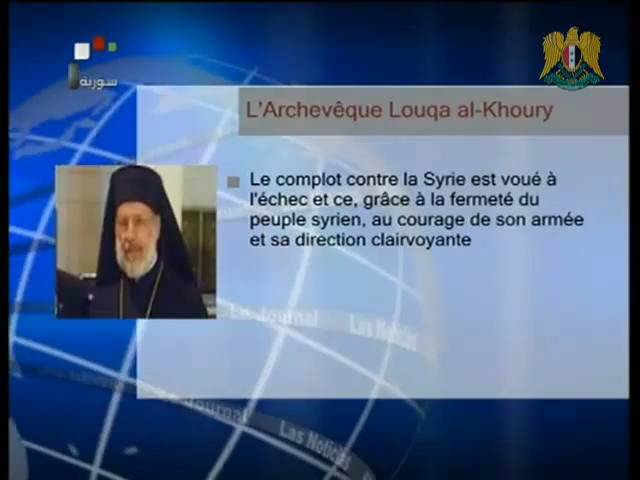 سورية
L'Archevêque Louqa al-Khoury
Le complot contre la Syrie est voué à
l'échec et ce, grâce à la fermeté du
peuple syrien, au courage de son armée
et sa direction clairvoyante
Le Journal
Las Noticias
Journal
Las Noticias